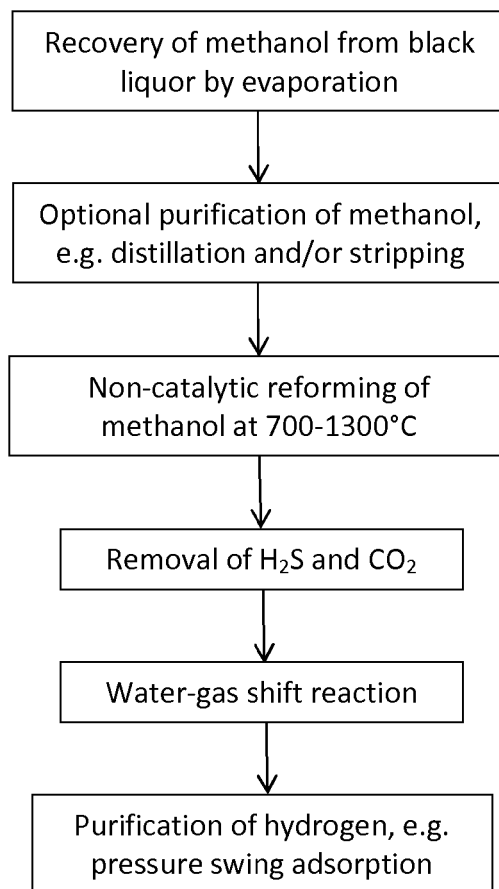 Recovery of methanol from black
liquor by evaporation
Optional purification of methanol,
e.g. distillation and/or stripping
Non-catalytic reforming of
methanol at 700-1300°C
Removal of H₂S and CO₂
Water-gas shift reaction
Purification of hydrogen, e.g.
pressure swing adsorption